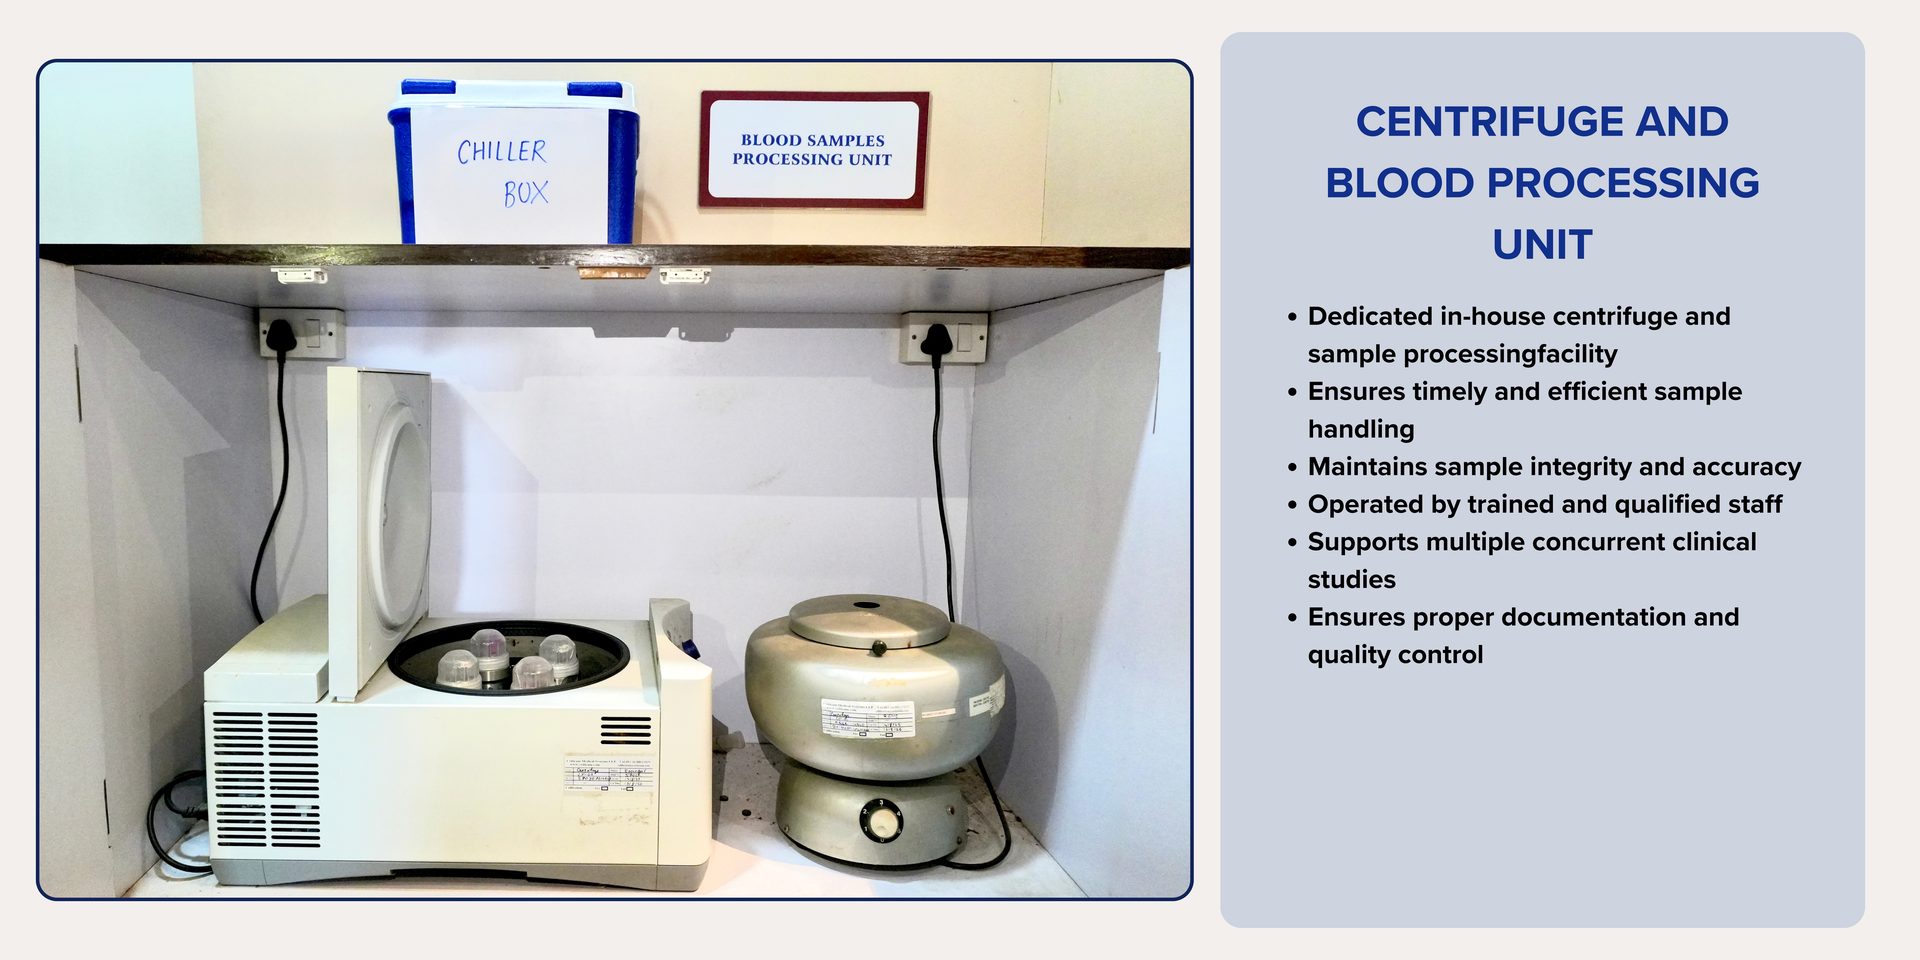 CHILLER
BOX
BLOOD SAMPLES
PROCESSING UNIT
3
CENTRIFUGE AND
BLOOD PROCESSING
UNIT
• Dedicated in-house centrifuge and
sample processingfacility
• Ensures timely and efficient sample
handling
• Maintains sample integrity and accuracy
• Operated by trained and qualified staff
• Supports multiple concurrent clinical
studies
• Ensures proper documentation and
quality control